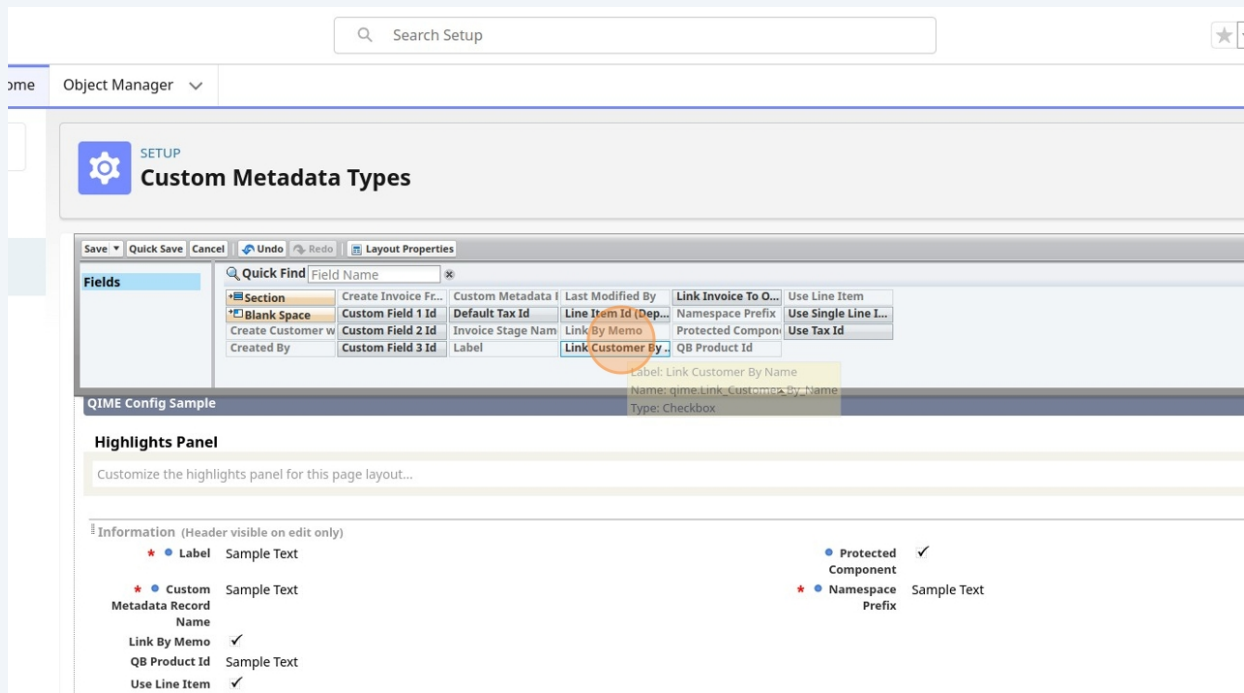 Search Setup
ome
Object Manager
SETUP
Custom Metadata Types
Save Quick Save Cancel Undo Redo Layout Properties
Fields
Quick Find Field Name
Section Create Invoice Fr... Custom Metadata Last Modified By Link Invoice To O... Use Line Item
Blank Space Custom Field 1 Id Default Tax Id Line Item Id (Dep... Namespace Prefix Use Single Line I...
Create Customer w Custom Field 2 Id Invoice Stage Nam Link By Memo Protected Compon Use Tax Id
Created By Custom Field 3 Id Label Link Customer By .. QB Product Id
Label: Link Customer By Name
Name: qime.Link_Customer_By_Name
Type: Checkbox
QIME Config Sample
Highlights Panel
Customize the highlights panel for this page layout...
Information (Header visible on edit only)
* Label Sample Text
Protected
Component
* Custom Sample Text
Metadata Record
Name
* Namespace Sample Text
Prefix
Link By Memo
QB Product Id Sample Text
Use Line Item